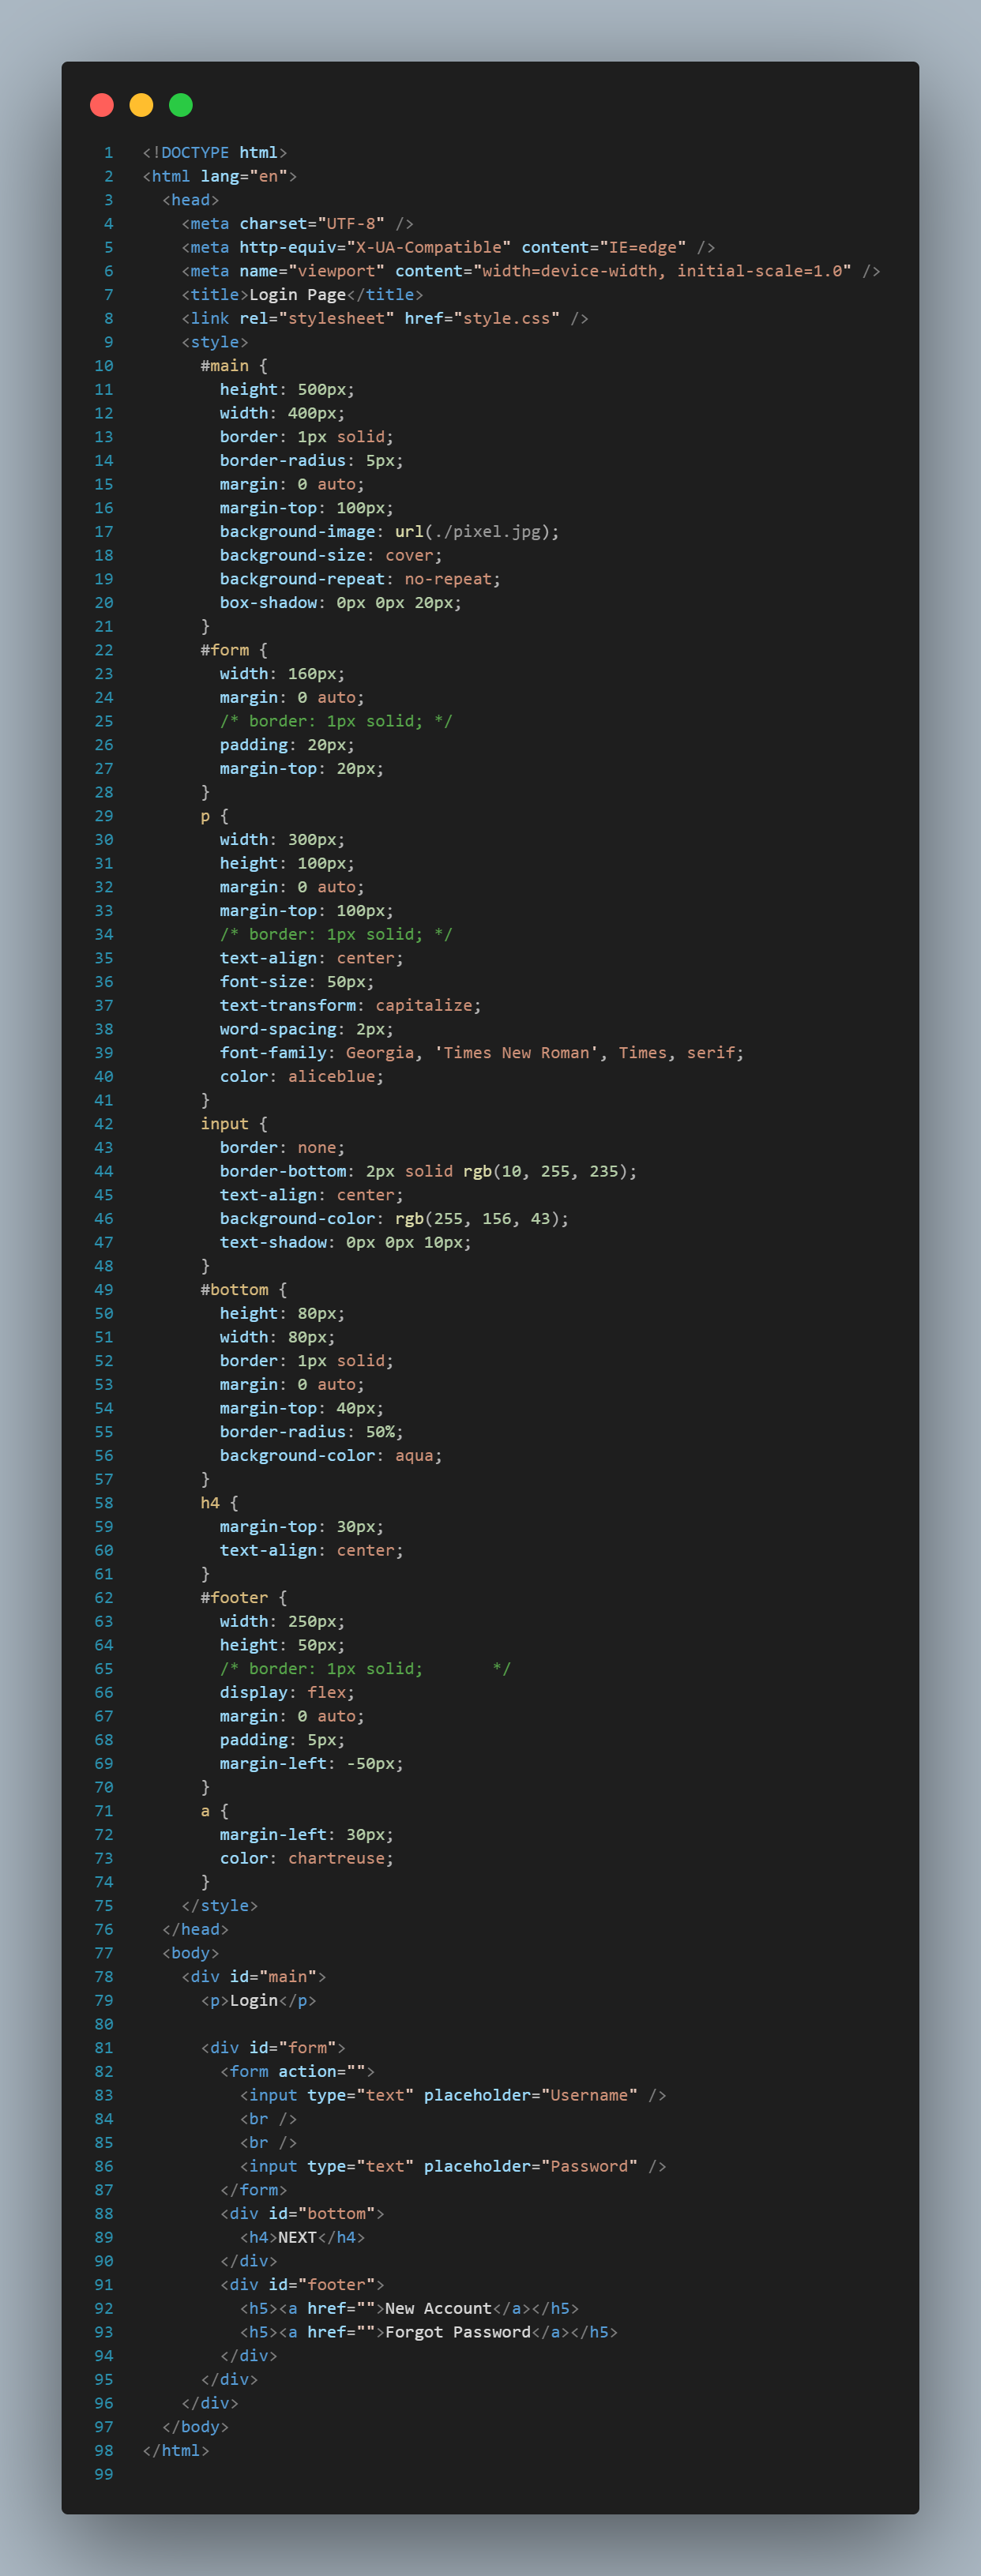 1 <!DOCTYPE html>
2 <html lang="en">
3   <head>
4     <meta charset="UTF-8" />
5     <meta http-equiv="X-UA-Compatible" content="IE=edge" />
6     <meta name="viewport" content="width=device-width, initial-scale=1.0" />
7     <title>Login Page</title>
8     <link rel="stylesheet" href="style.css" />
9     <style>
10       #main {
11         height: 500px;
12         width: 400px;
13         border: 1px solid;
14         border-radius: 5px;
15         margin: 0 auto;
16         margin-top: 100px;
17         background-image: url(./pixel.jpg);
18         background-size: cover;
19         background-repeat: no-repeat;
20         box-shadow: 0px 0px 20px;
21       }
22       #form {
23         width: 160px;
24         margin: 0 auto;
25         /* border: 1px solid; */
26         padding: 20px;
27         margin-top: 20px;
28       }
29       p {
30         width: 300px;
31         height: 100px;
32         margin: 0 auto;
33         margin-top: 100px;
34         /* border: 1px solid; */
35         text-align: center;
36         font-size: 50px;
37         text-transform: capitalize;
38         word-spacing: 2px;
39         font-family: Georgia, 'Times New Roman', Times, serif;
40         color: aliceblue;
41       }
42       input {
43         border: none;
44         border-bottom: 2px solid rgb(10, 255, 235);
45         text-align: center;
46         background-color: rgb(255, 156, 43);
47         text-shadow: 0px 0px 10px;
48       }
49       #bottom {
50         height: 80px;
51         width: 80px;
52         border: 1px solid;
53         margin: 0 auto;
54         margin-top: 40px;
55         border-radius: 50%;
56         background-color: aqua;
57       }
58       h4 {
59         margin-top: 30px;
60         text-align: center;
61       }
62       #footer {
63         width: 250px;
64         height: 50px;
65         /* border: 1px solid;       */
66         display: flex;
67         margin: 0 auto;
68         padding: 5px;
69         margin-left: -50px;
70       }
71       a {
72         margin-left: 30px;
73         color: chartreuse;
74       }
75     </style>
76   </head>
77   <body>
78     <div id="main">
79       <p>Login</p>
80
81       <div id="form">
82         <form action="">
83           <input type="text" placeholder="Username" />
84           <br />
85           <br />
86           <input type="text" placeholder="Password" />
87         </form>
88         <div id="bottom">
89           <h4>NEXT</h4>
90         </div>
91         <div id="footer">
92           <h5><a href="">New Account</a></h5>
93           <h5><a href="">Forgot Password</a></h5>
94         </div>
95       </div>
96     </div>
97   </body>
98 </html>
99